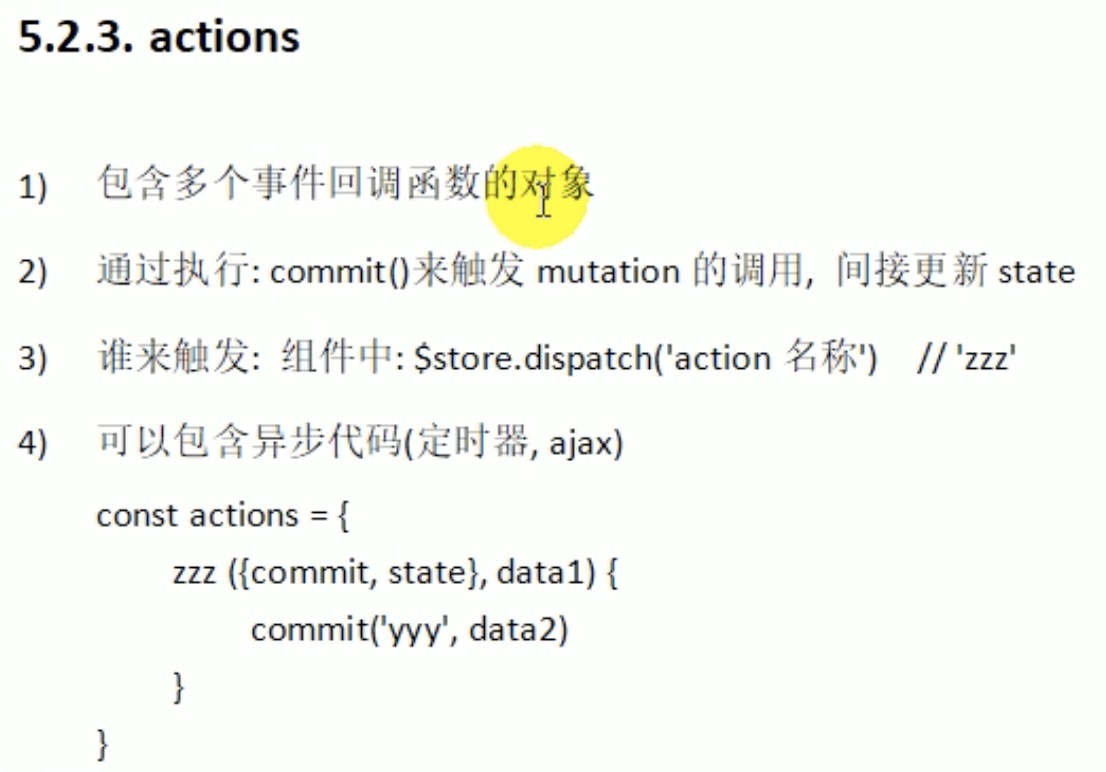 5.2.3. actions
1) 包含多个事件回调函数的对象
2) 通过执行: commit()来触发 mutation 的调用, 间接更新 state
3) 谁来触发: 组件中: $store.dispatch('action 名称') // 'zzz'
4) 可以包含异步代码(定时器, ajax)
const actions = {
zzz ({commit, state}, data1) {
commit('yyy', data2)
}
}